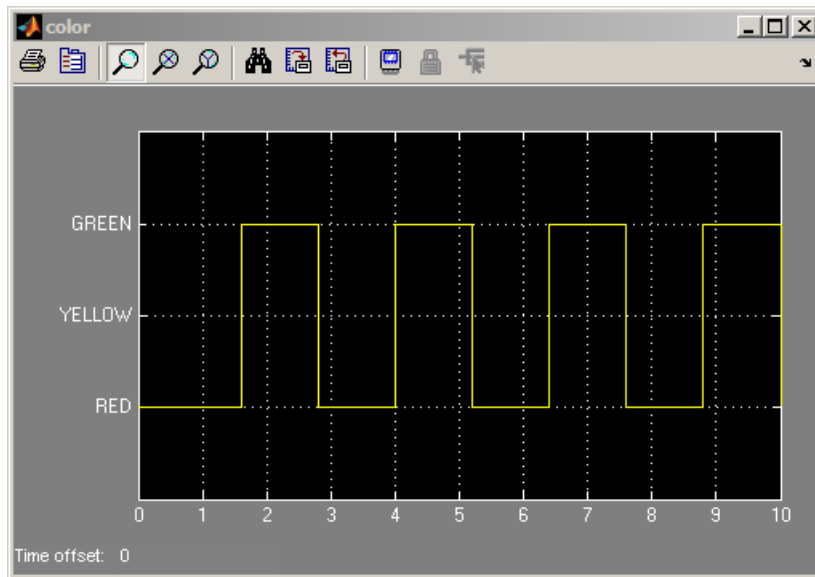 color
GREEN
YELLOW
RED
0 1 2 3 4 5 6 7 8 9 10
Time offset: 0